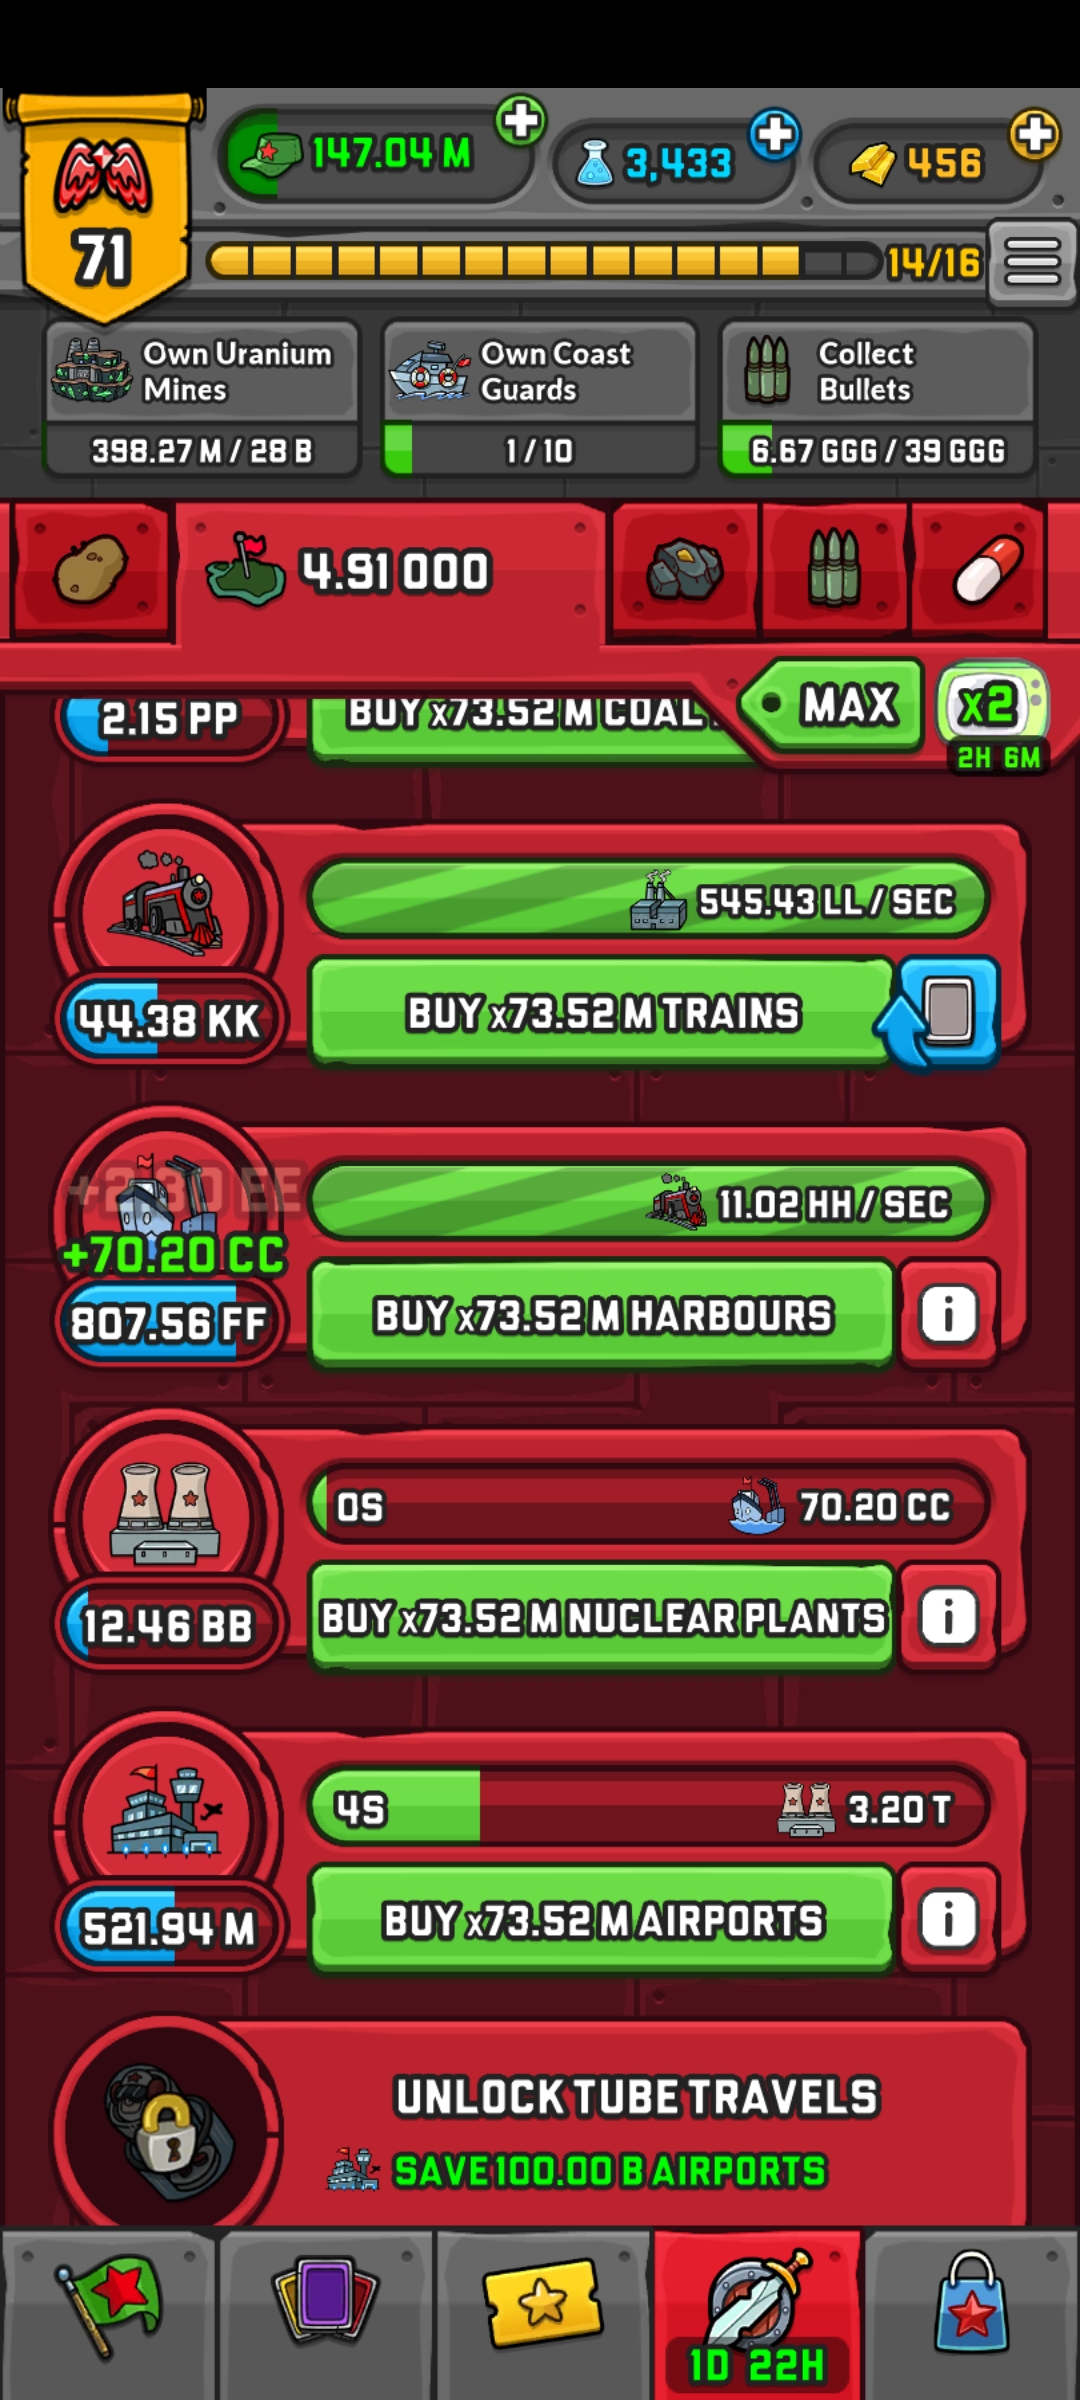 147.04 M
3,433
456
71
14/16
Own Uranium
Mines
398.27 M / 28 B
Own Coast
Guards
1 / 10
Collect
Bullets
6.67 GGG / 39 GGG
4.91 000
MAX
x2
2H 6M
2.15 PP
BUY x73.52 M COAL
545.43 LL / SEC
44.38 KK
BUY x73.52 M TRAINS
+2.30 EE
11.02 HH / SEC
+70.20 CC
807.56 FF
BUY x73.52 M HARBOURS
i
0S
70.20 CC
12.46 BB
BUY x73.52 M NUCLEAR PLANTS
i
4S
3.20 T
521.94 M
BUY x73.52 M AIRPORTS
i
UNLOCK TUBE TRAVELS
SAVE 100.00 B AIRPORTS
1D 22H